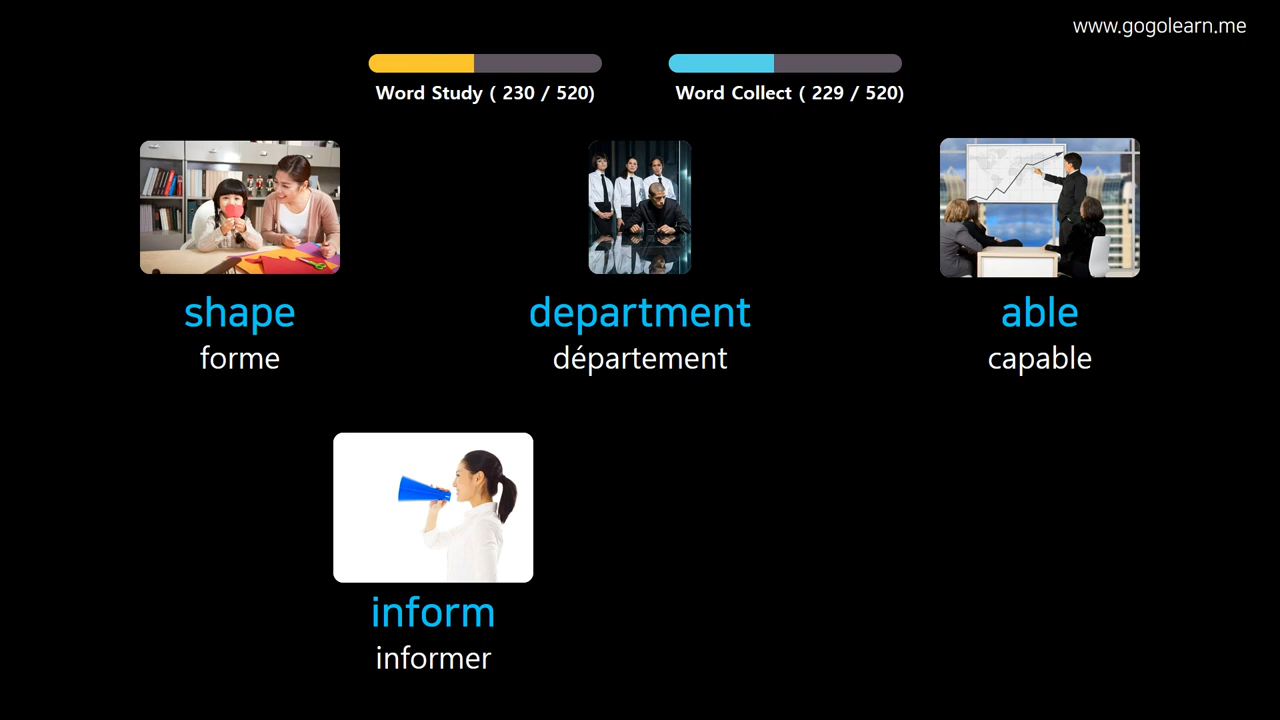 www.gogolearn.me
Word Study ( 230 / 520)
Word Collect ( 229 / 520)
shape
forme
department
département
able
capable
inform
informer